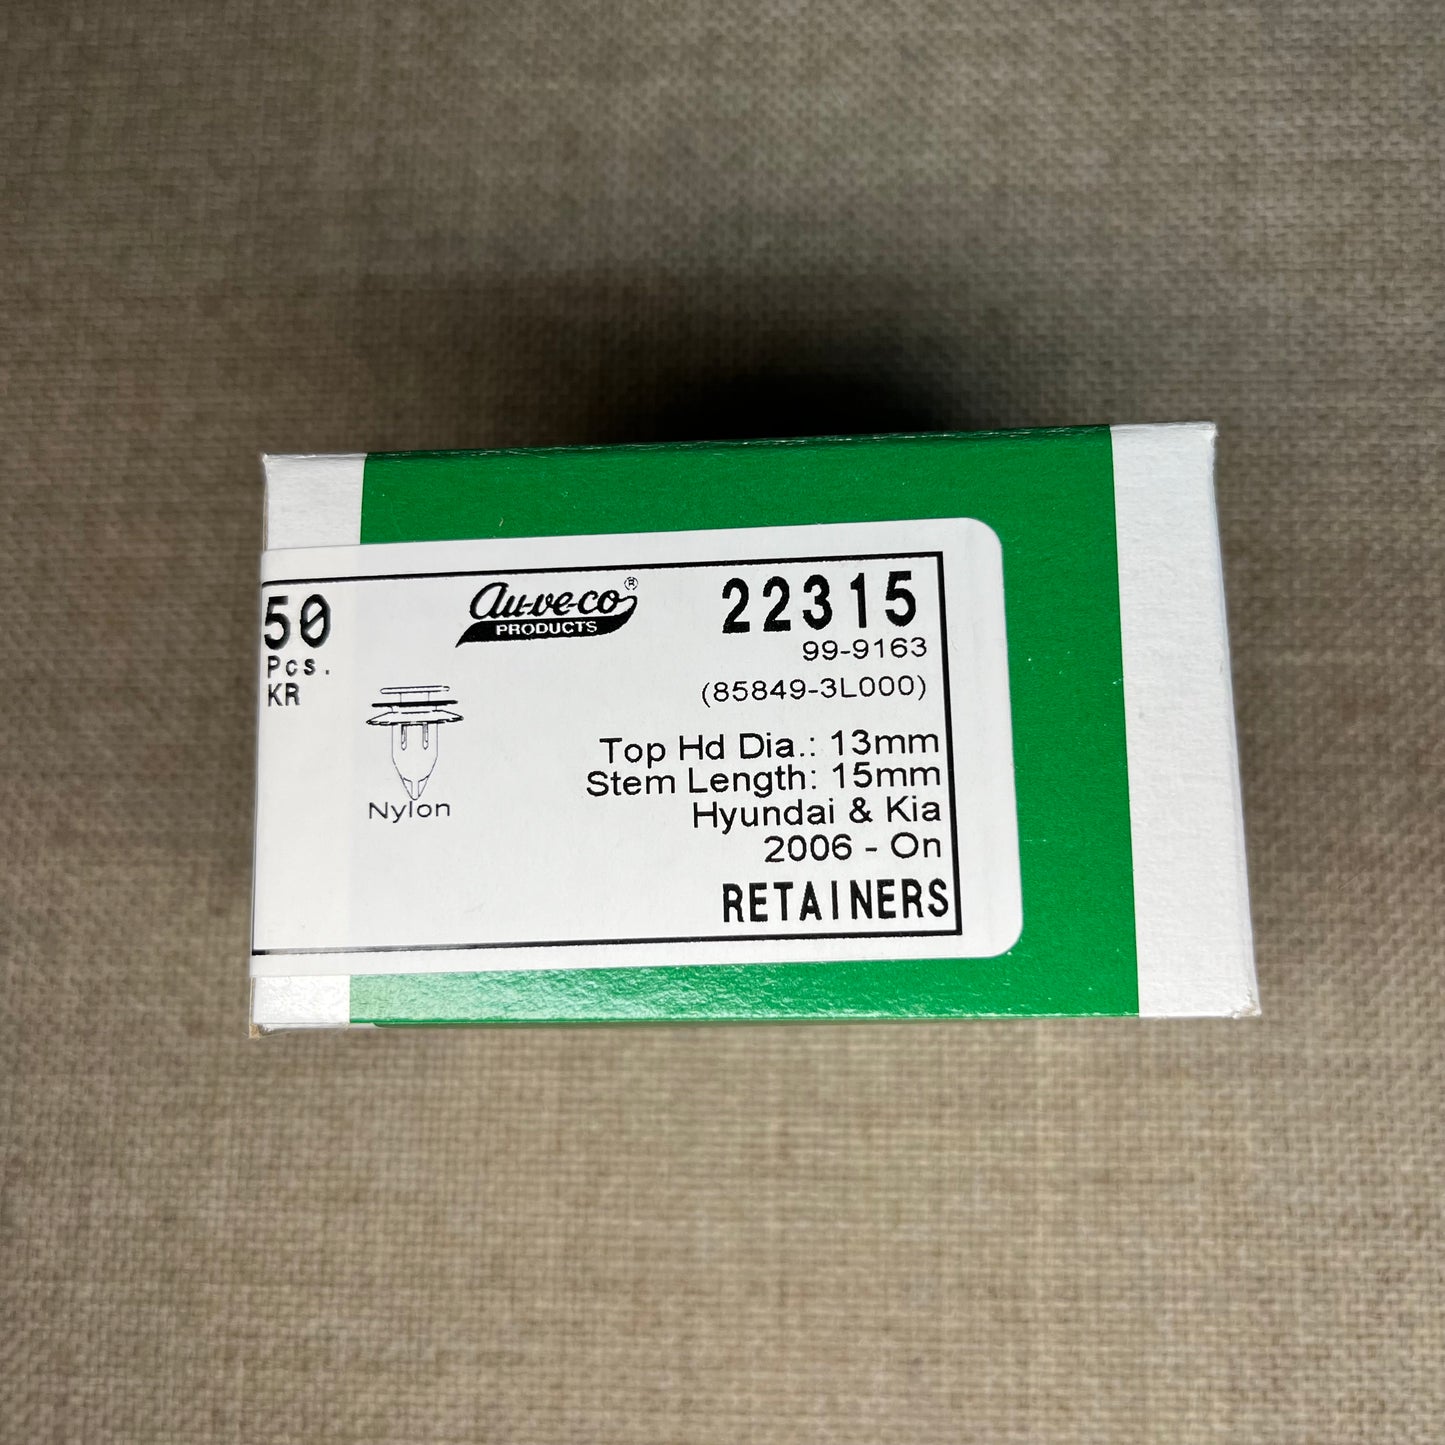 50
Pcs.
KR
au-ve-co®
PRODUCTS
22315
99-9163
(85849-3L000)
Nylon
Top Hd Dia.: 13mm
Stem Length: 15mm
Hyundai & Kia
2006 - On
RETAINERS